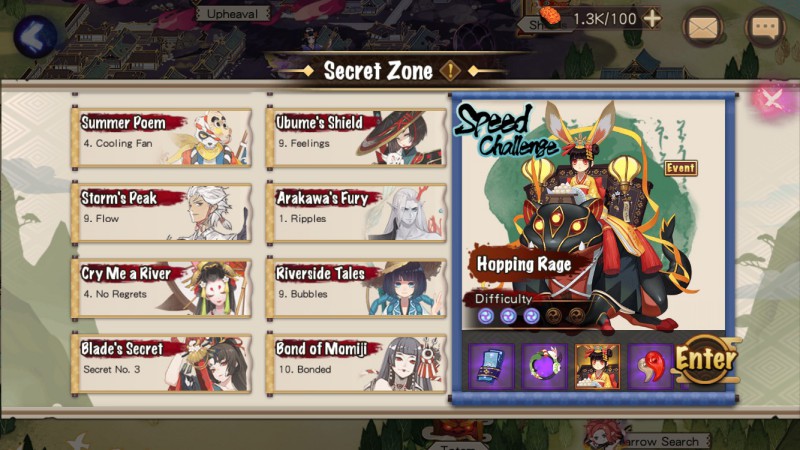 Upheaval
1.3K/100
Secret Zone
Summer Poem
4. Cooling Fan
Ubume's Shield
9. Feelings
Storm's Peak
9. Flow
Arakawa's Fury
1. Ripples
Cry Me a River
4. No Regrets
Riverside Tales
9. Bubbles
Blade's Secret
Secret No. 3
Bond of Momiji
10. Bonded
Speed
Challenge
Event
Hopping Rage
Difficulty
Enter
Totem
arrow Search